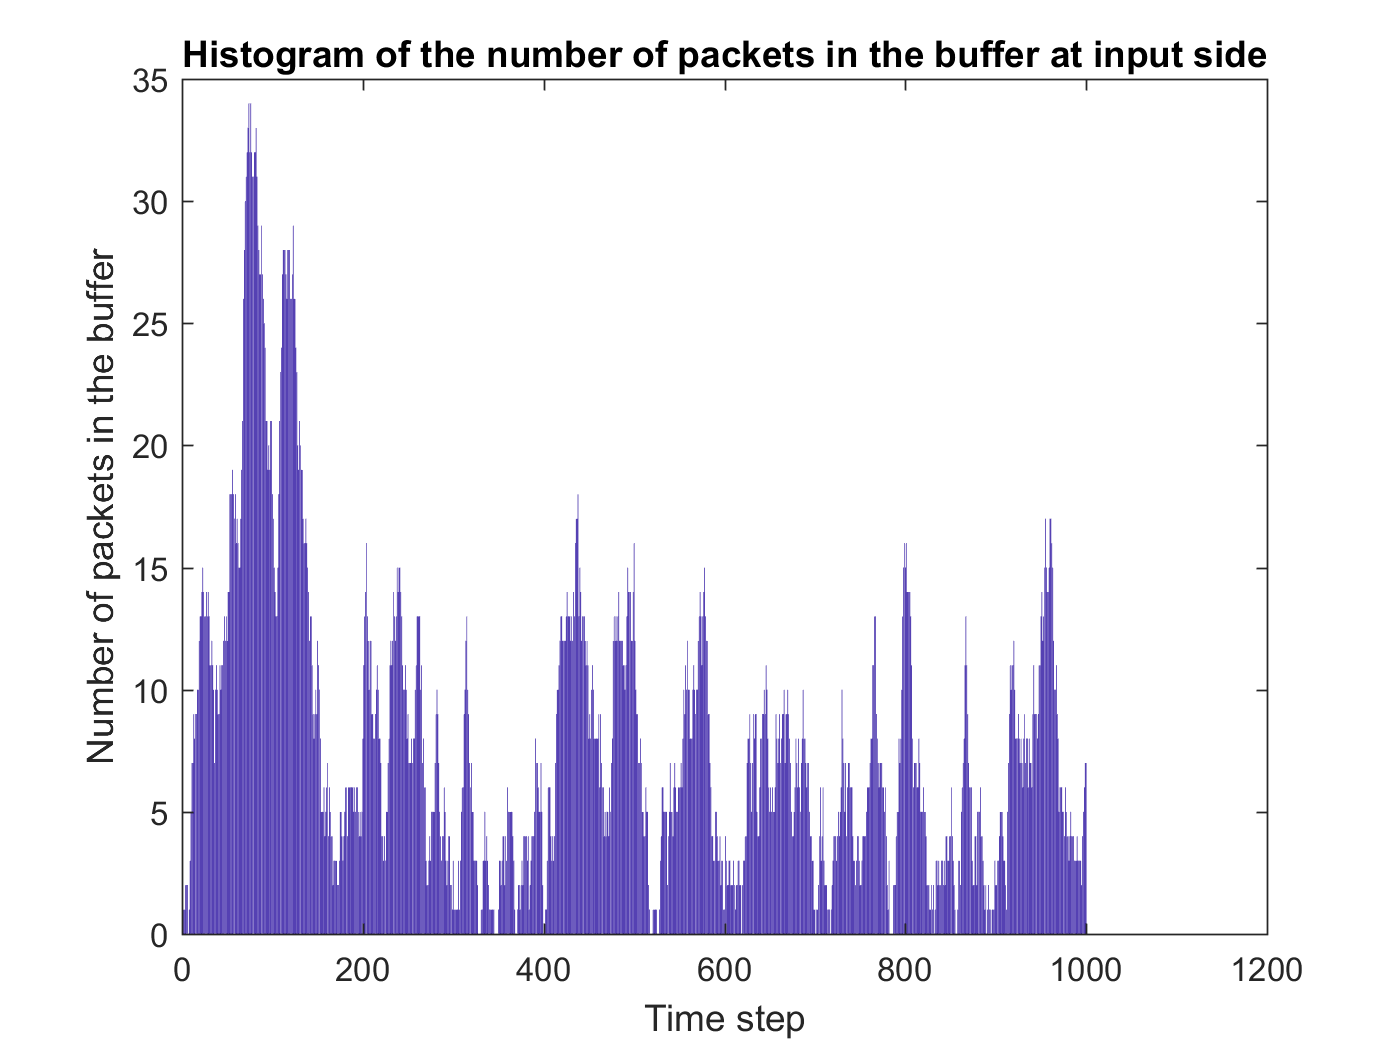 Histogram of the number of packets in the buffer at input side
35
30
25
20
15
10
5
0
Number of packets in the buffer
0 200 400 600 800 1000 1200
Time step